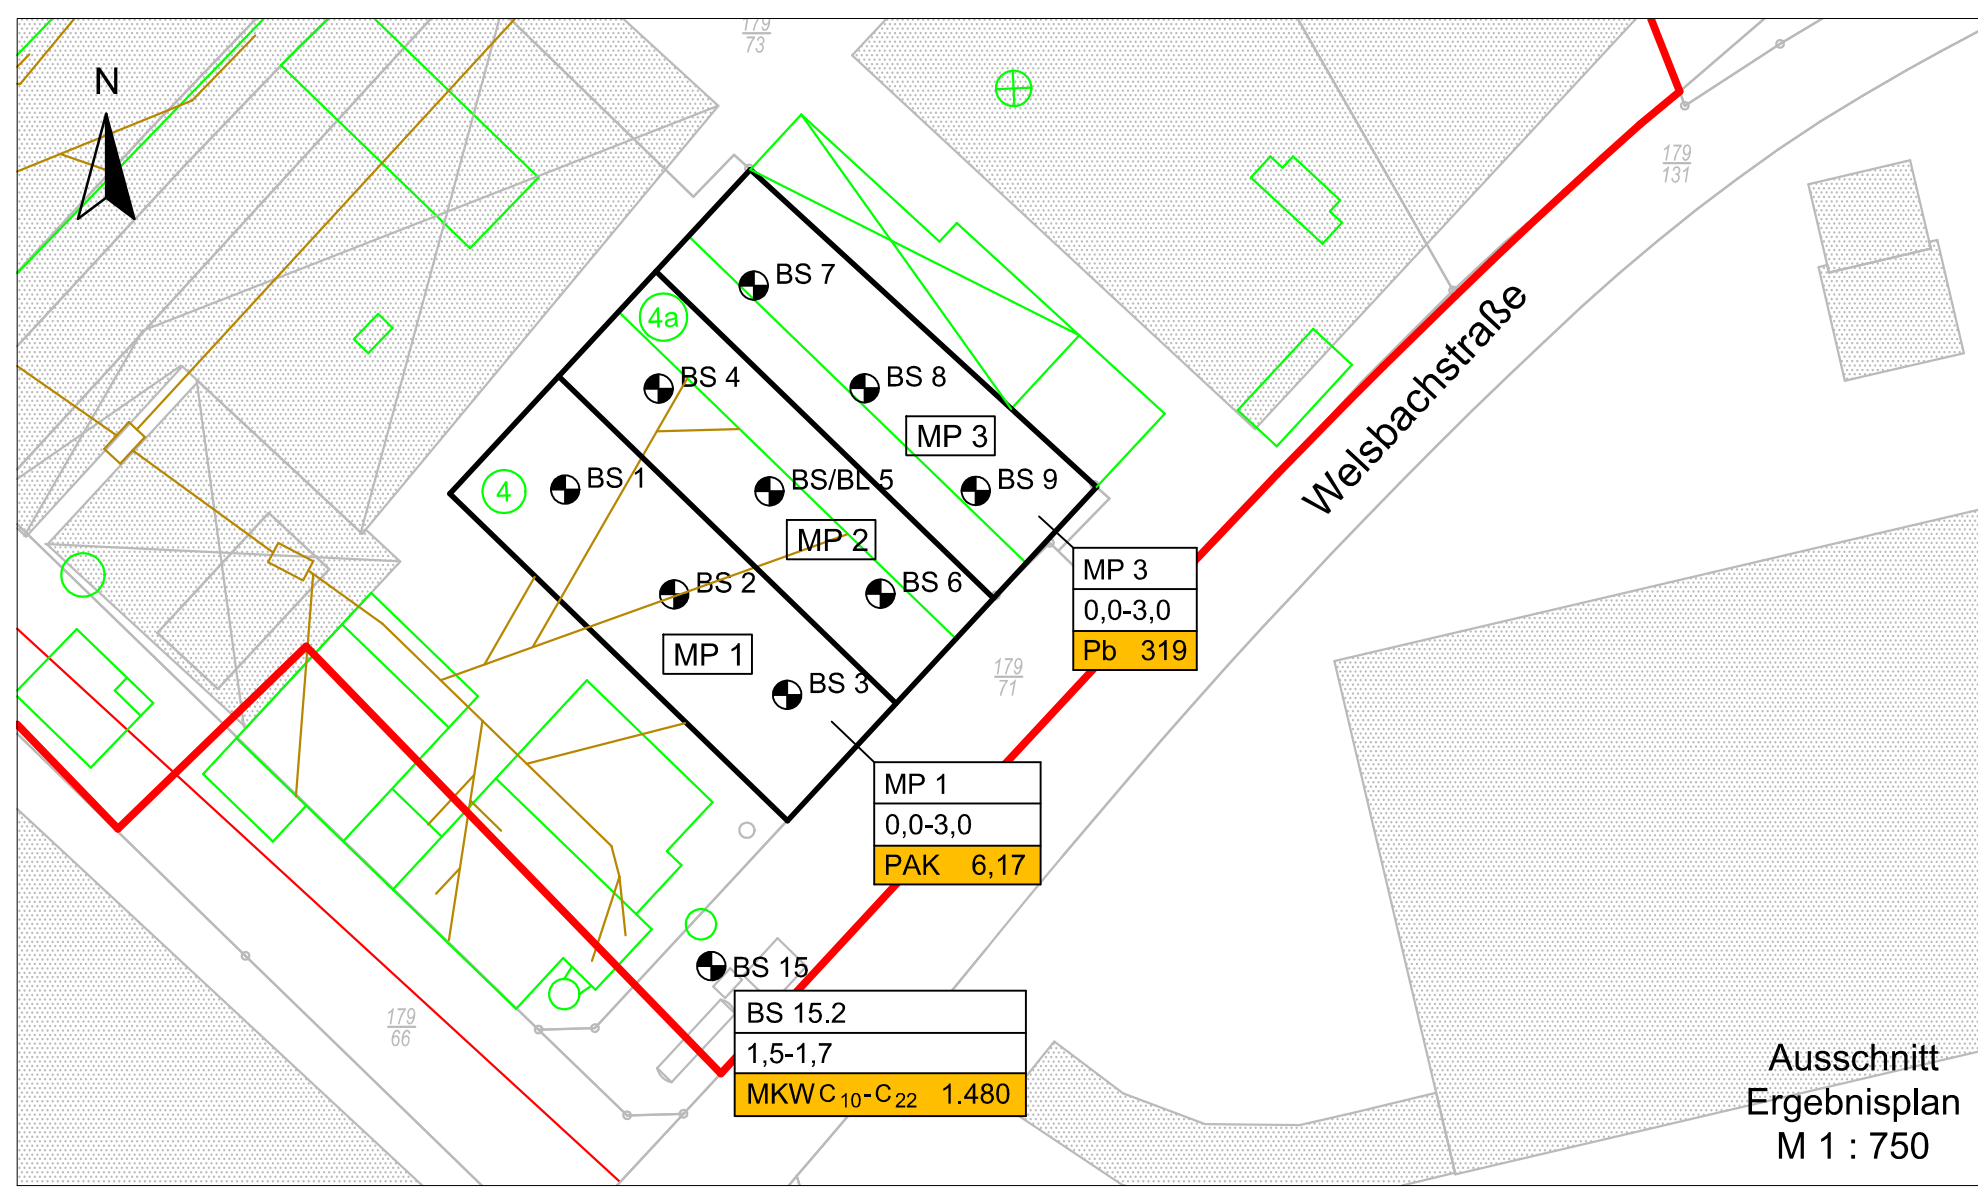 179
73
N
179
131
BS 7
4a
BS 4
BS 8
MP 3
Welsbachstraße
4
BS 1
BS/BL 5
BS 9
MP 2
BS 2
BS 6
MP 3
0,0-3,0
Pb 319
MP 1
BS 3
179
71
MP 1
0,0-3,0
PAK 6,17
BS 15
BS 15.2
1,5-1,7
MKW C10-C22 1.480
179
66
Ausschnitt
Ergebnisplan
M 1 : 750